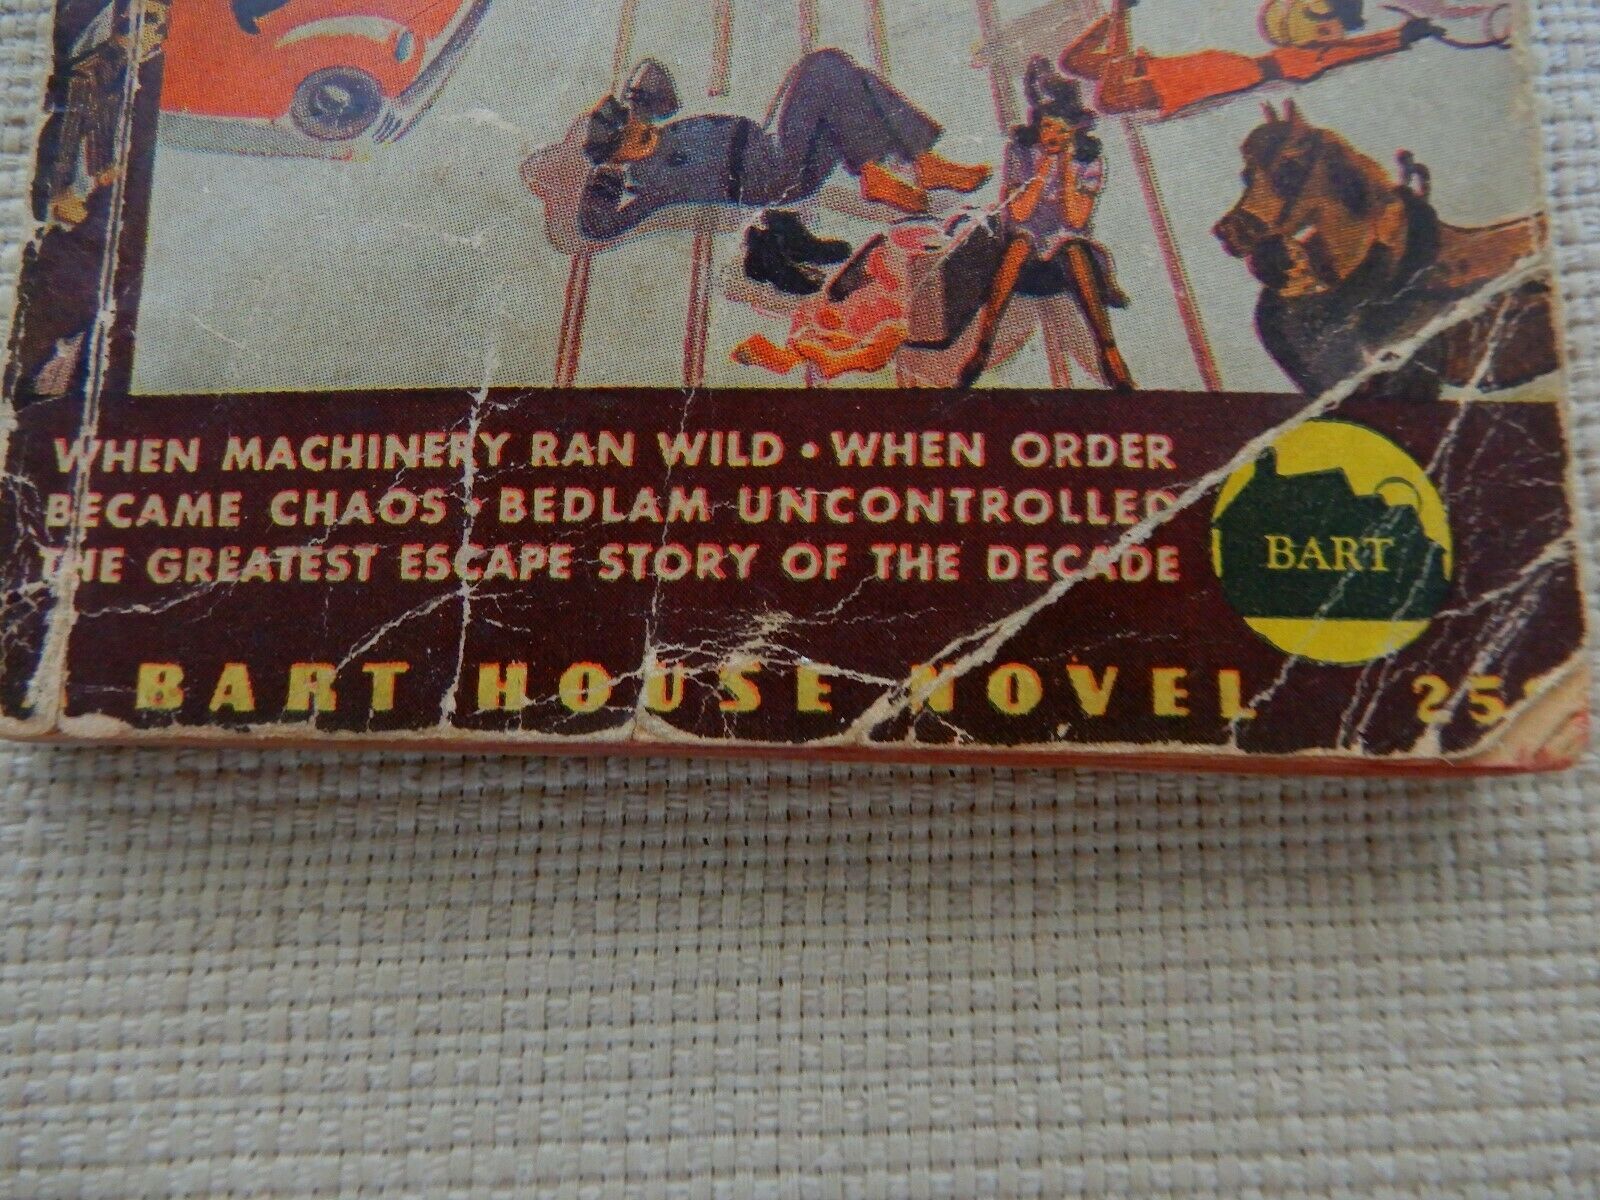 WHEN MACHINERY RAN WILD • WHEN ORDER
BECAME CHAOS • BEDLAM UNCONTROLLED
THE GREATEST ESCAPE STORY OF THE DECADE
BART
A BART HOUSE NOVEL 25¢